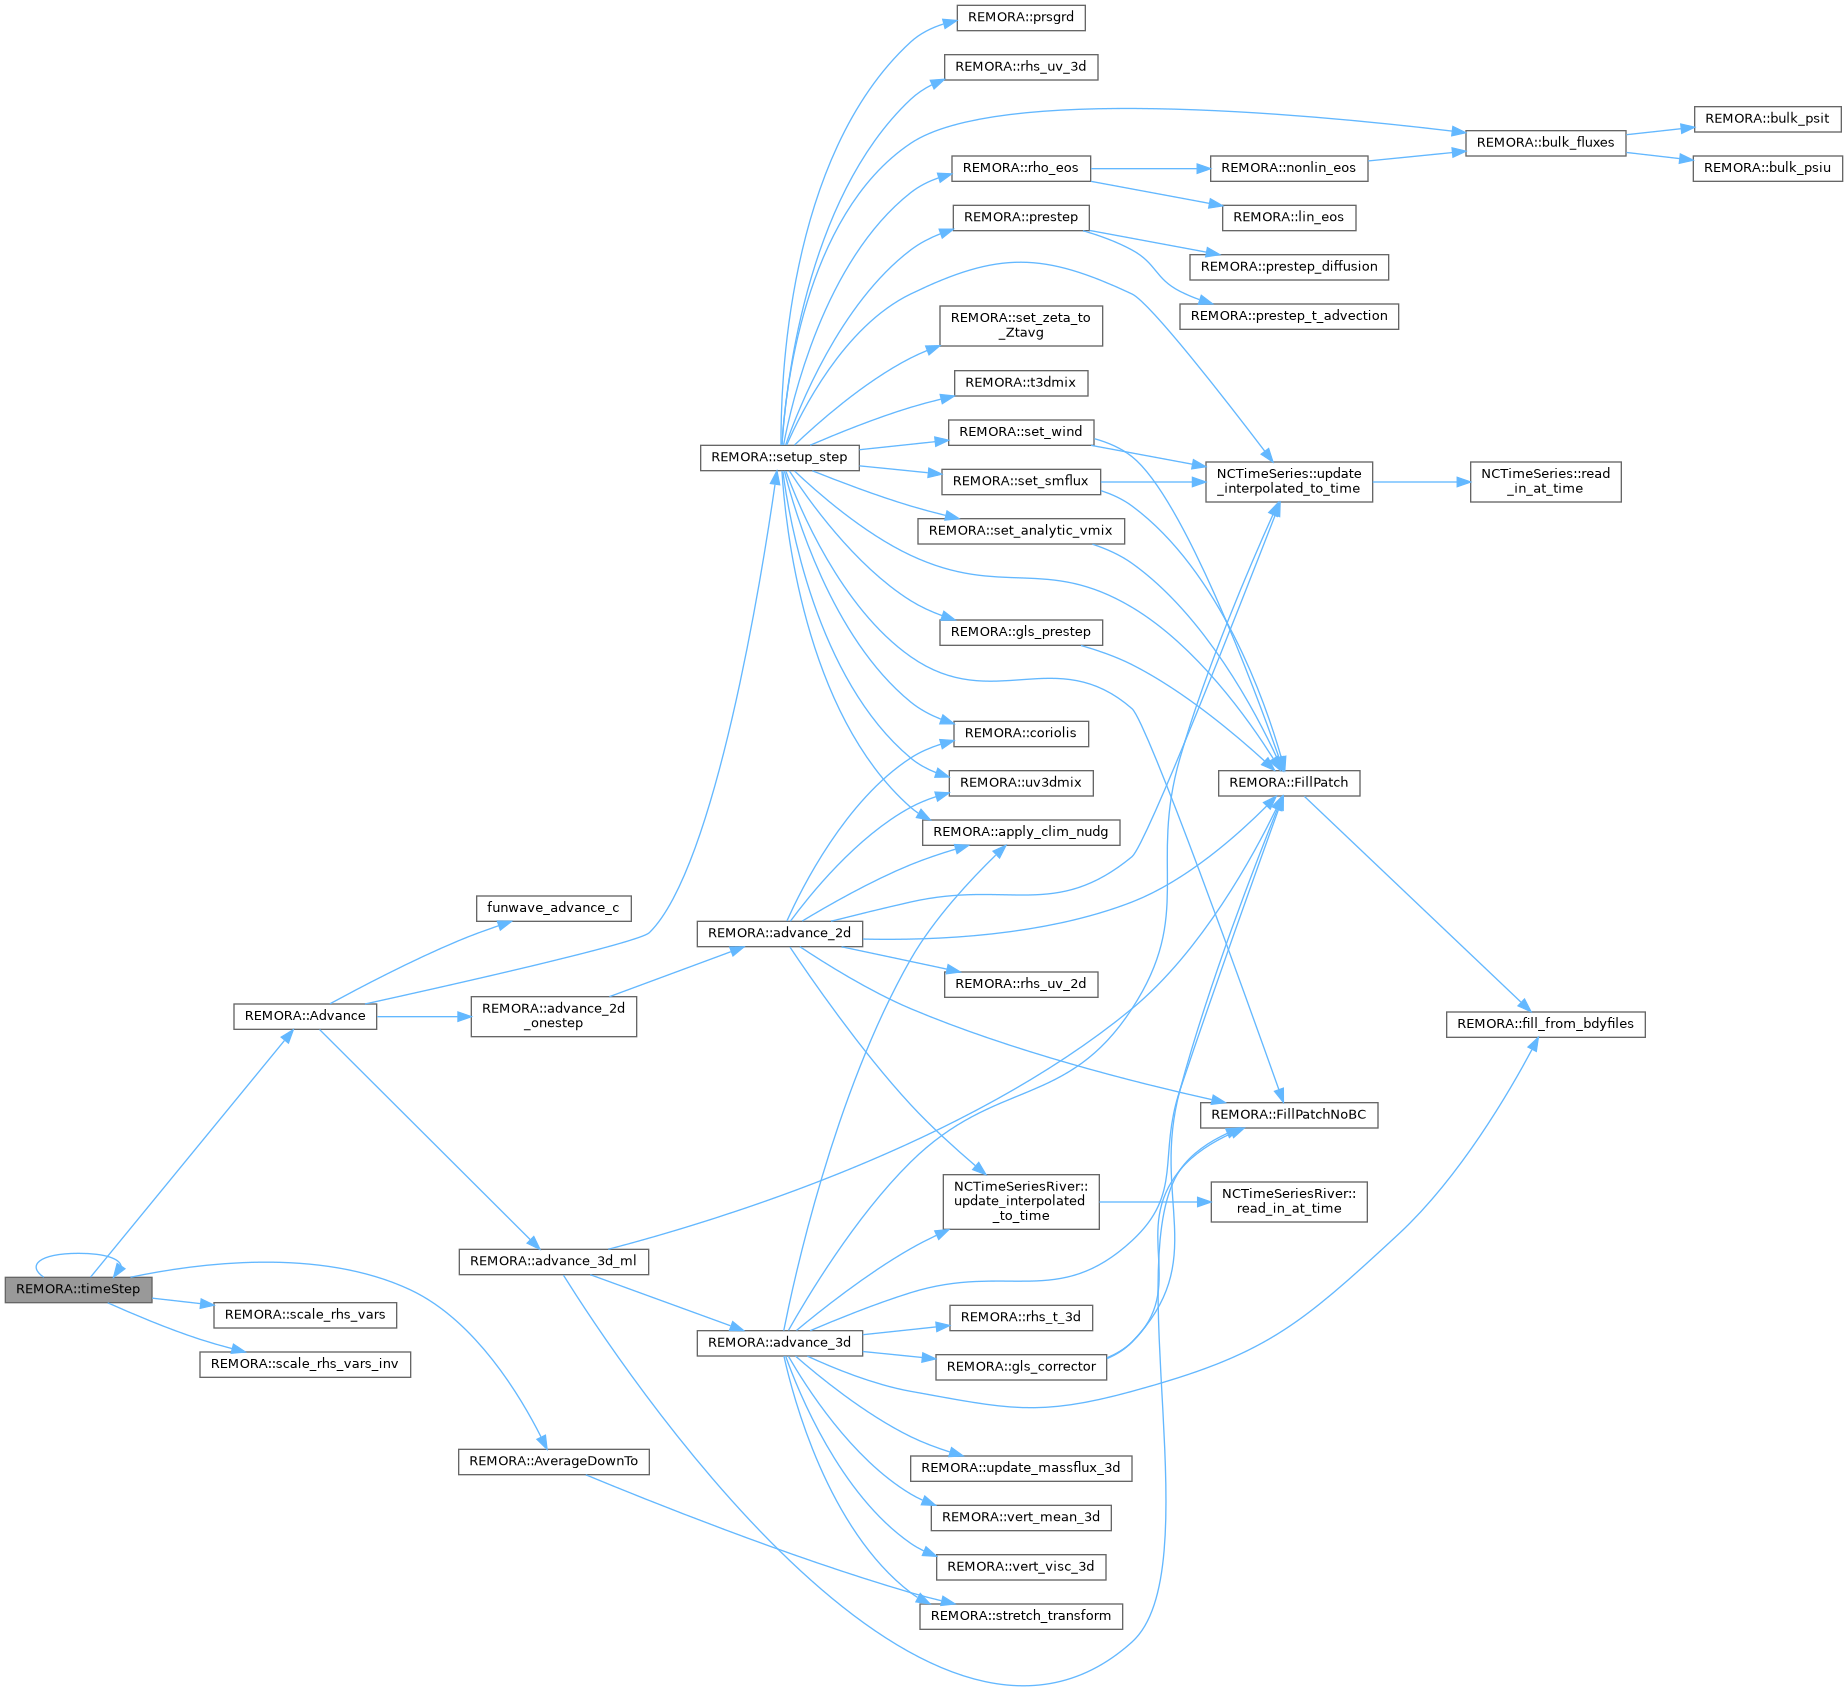 REMORA::prsgrd
REMORA::rhs_uv_3d
REMORA::bulk_psit
REMORA::bulk_fluxes
REMORA::rho_eos
REMORA::nonlin_eos
REMORA::bulk_psiu
REMORA::prestep
REMORA::lin_eos
REMORA::prestep_diffusion
REMORA::prestep_t_advection
REMORA::set_zeta_to
_Ztavg
REMORA::t3dmix
REMORA::set_wind
REMORA::setup_step
REMORA::set_smflux
NCTimeSeries::update
_interpolated_to_time
NCTimeSeries::read
_in_at_time
REMORA::set_analytic_vmix
REMORA::gls_prestep
REMORA::coriolis
REMORA::uv3dmix
REMORA::FillPatch
REMORA::apply_clim_nudg
funwave_advance_c
REMORA::advance_2d
REMORA::rhs_uv_2d
REMORA::Advance
REMORA::advance_2d
_onestep
REMORA::fill_from_bdyfiles
REMORA::FillPatchNoBC
NCTimeSeriesRiver::
update_interpolated
_to_time
NCTimeSeriesRiver::
read_in_at_time
REMORA::advance_3d_ml
REMORA::timeStep
REMORA::scale_rhs_vars
REMORA::rhs_t_3d
REMORA::advance_3d
REMORA::scale_rhs_vars_inv
REMORA::gls_corrector
REMORA::AverageDownTo
REMORA::update_massflux_3d
REMORA::vert_mean_3d
REMORA::vert_visc_3d
REMORA::stretch_transform